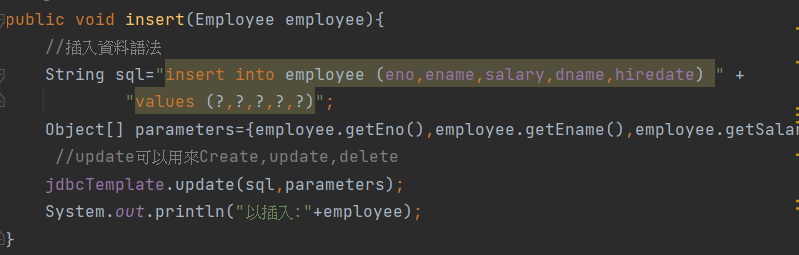 public void insert(Employee employee){
//插入資料語法
String sql="insert into employee (eno,ename,salary,dname,hiredate) " +
"values (?,?,?,?,?)";
Object[] parameters={employee.getEno(),employee.getEname(),employee.getSalar
//update可以用來Create,update,delete
jdbcTemplate.update(sql,parameters);
System.out.println("以插入:"+employee);
}